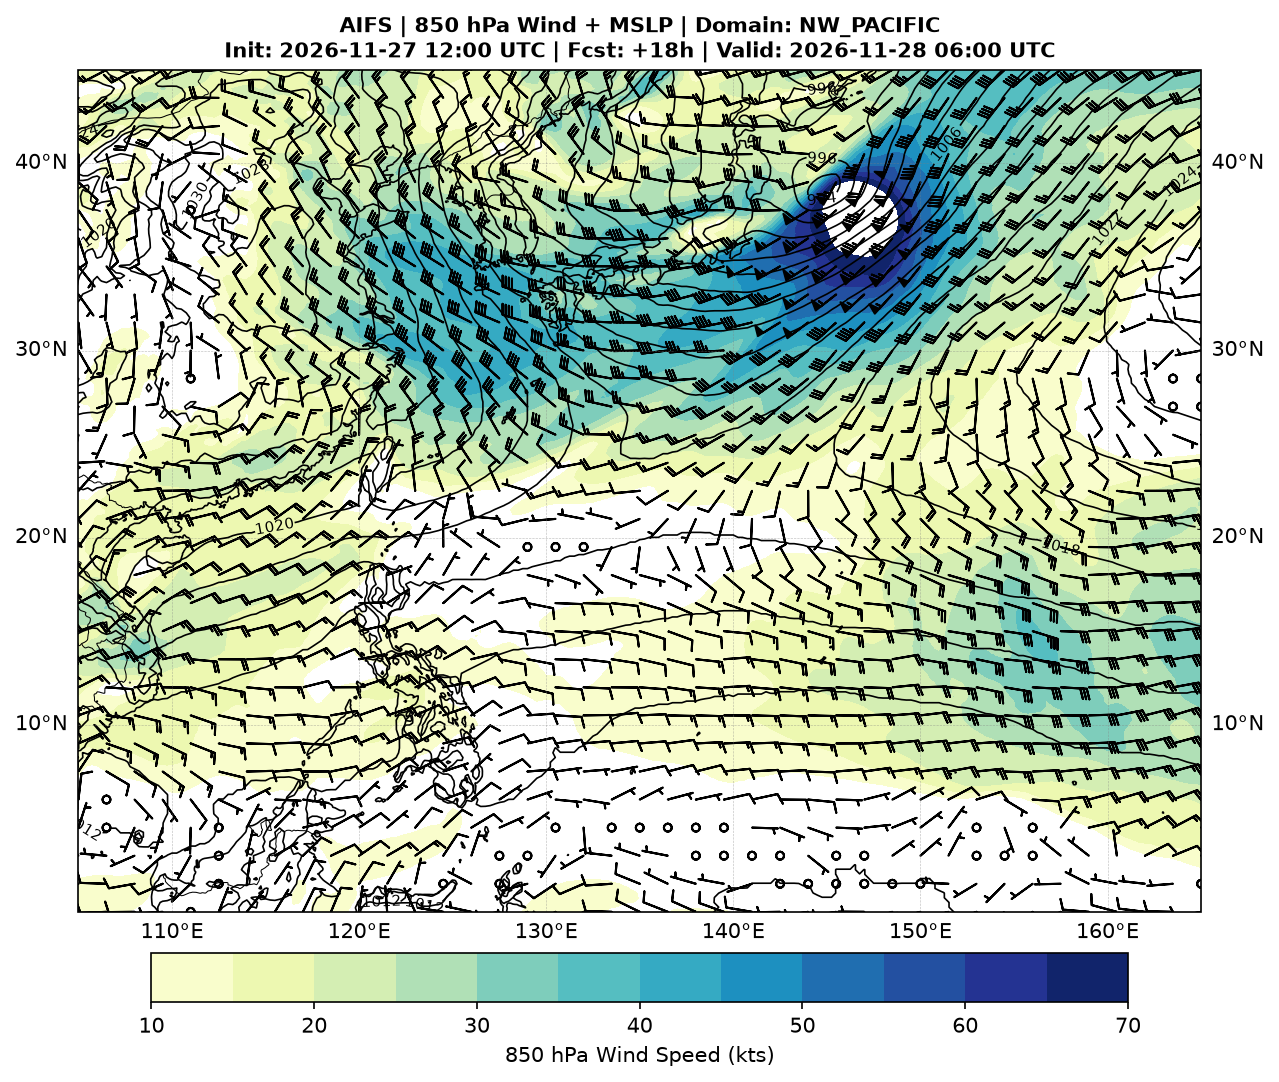 AIFS | 850 hPa Wind + MSLP | Domain: NW_PACIFIC
Init: 2026-11-27 12:00 UTC | Fcst: +18h | Valid: 2026-11-28 06:00 UTC
996
1006
40°N
40°N
996
1024
1030
1022
30°N
30°N
1020
20°N
20°N
1018
10°N
10°N
110°E 120°E 130°E 140°E 150°E 160°E
10 20 30 40 50 60 70
850 hPa Wind Speed (kts)